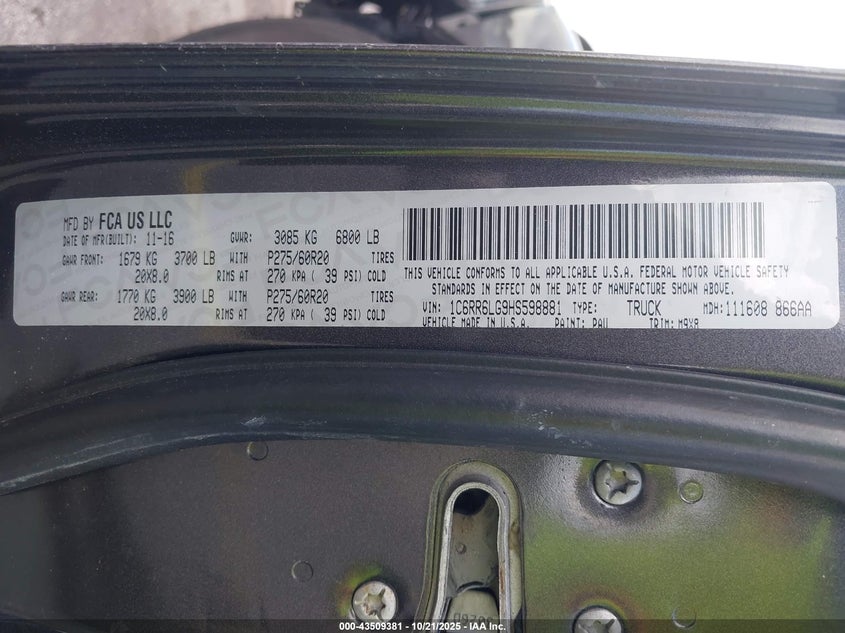 MFD BY FCA US LLC
DATE OF MFR(BUILT): 11-16 GVWR: 3085 KG 6800 LB
GAWR FRONT: 1679 KG 3700 LB WITH P275/60R20 TIRES
20X8.0 RIMS AT 270 KPA ( 39 PSI) COLD
GAWR REAR: 1770 KG 3900 LB WITH P275/60R20 TIRES
20X8.0 RIMS AT 270 KPA ( 39 PSI) COLD
THIS VEHICLE CONFORMS TO ALL APPLICABLE U.S.A. FEDERAL MOTOR VEHICLE SAFETY
STANDARDS IN EFFECT ON THE DATE OF MANUFACTURE SHOWN ABOVE
VIN: 1C6RR6LG9HS598881 TYPE: TRUCK MDH: 111608 866AA
VEHICLE MADE IN U.S.A. PAINT: PAU TRIM: M9X8
000-43509381 - 10/21/2025 - IAA Inc.